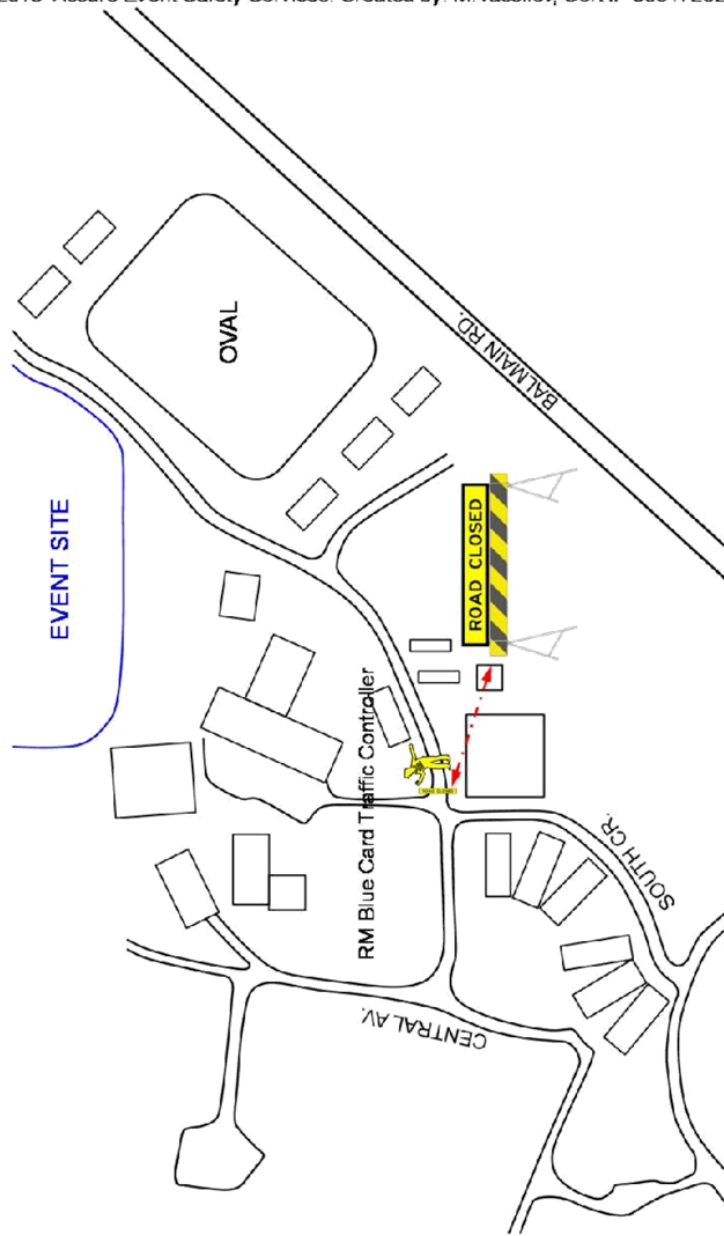 Event Safety Services. Created by:
OVAL
BALMAIN RD.
EVENT SITE
ROAD CLOSED
RM Blue Card Traffic Controller
SOUTH CR.
CENTRAL AV.